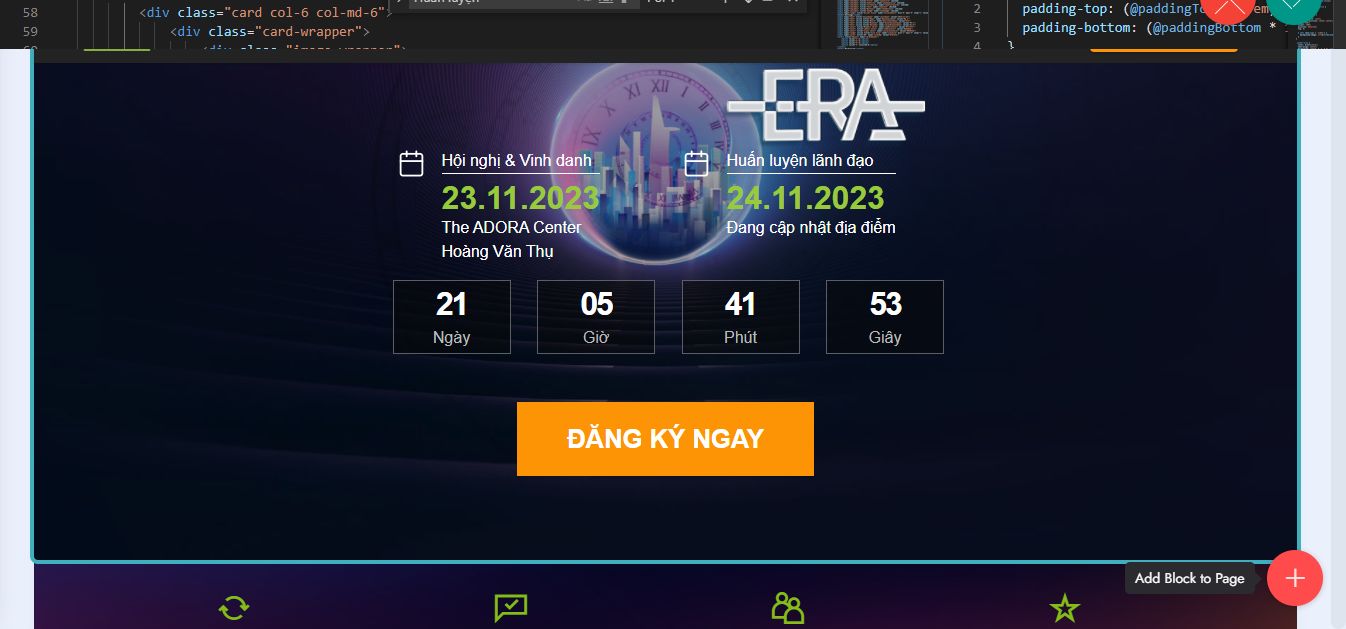 58
<div class="card col-6 col-md-6">
59
<div class="card-wrapper">
2
padding-top: (@paddingTo
3
padding-bottom: (@paddingBottom *
4
}
ERA
Hội nghị & Vinh danh
23.11.2023
The ADORA Center
Hoàng Văn Thụ
Huấn luyện lãnh đạo
24.11.2023
Đang cập nhật địa điểm
21
Ngày
05
Giờ
41
Phút
53
Giây
ĐĂNG KÝ NGAY
Add Block to Page